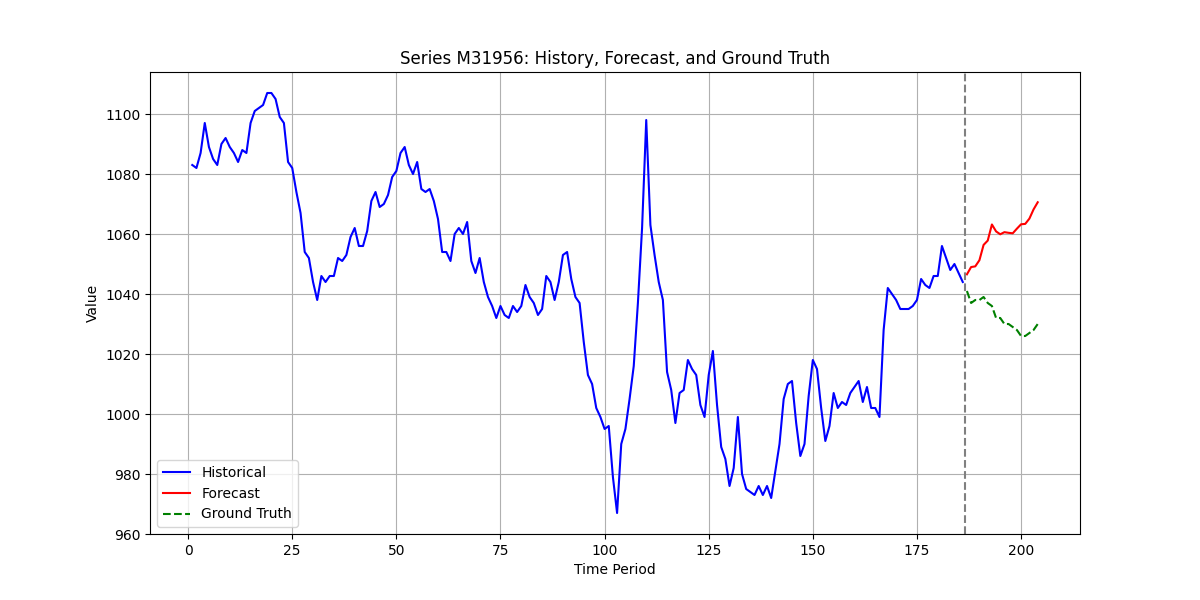 Series M31956: History, Forecast, and Ground Truth
Value
1100
1080
1060
1040
1020
1000
980
960
Historical
Forecast
Ground Truth
0 25 50 75 100 125 150 175 200
Time Period